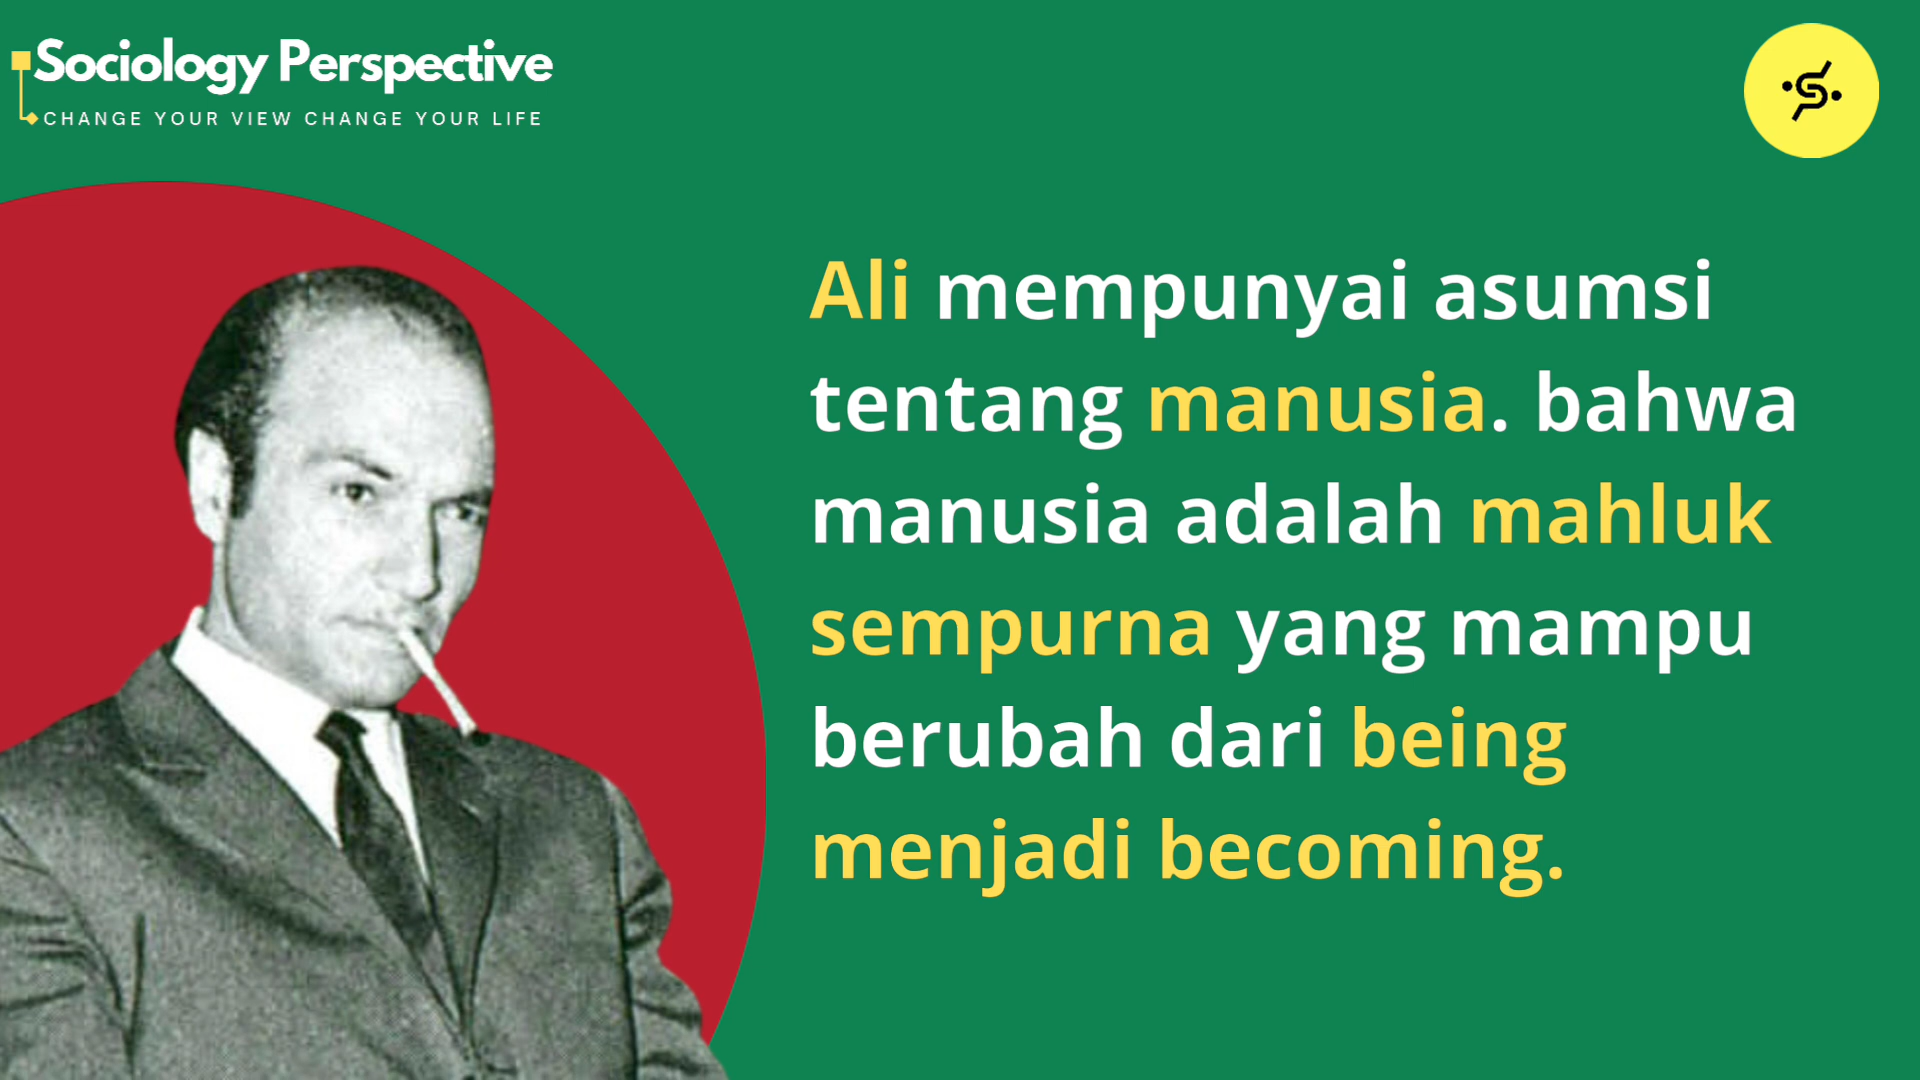 Sociology Perspective
CHANGE YOUR VIEW CHANGE YOUR LIFE
Ali mempunyai asumsi
tentang manusia. bahwa
manusia adalah mahluk
sempurna yang mampu
berubah dari being
menjadi becoming.